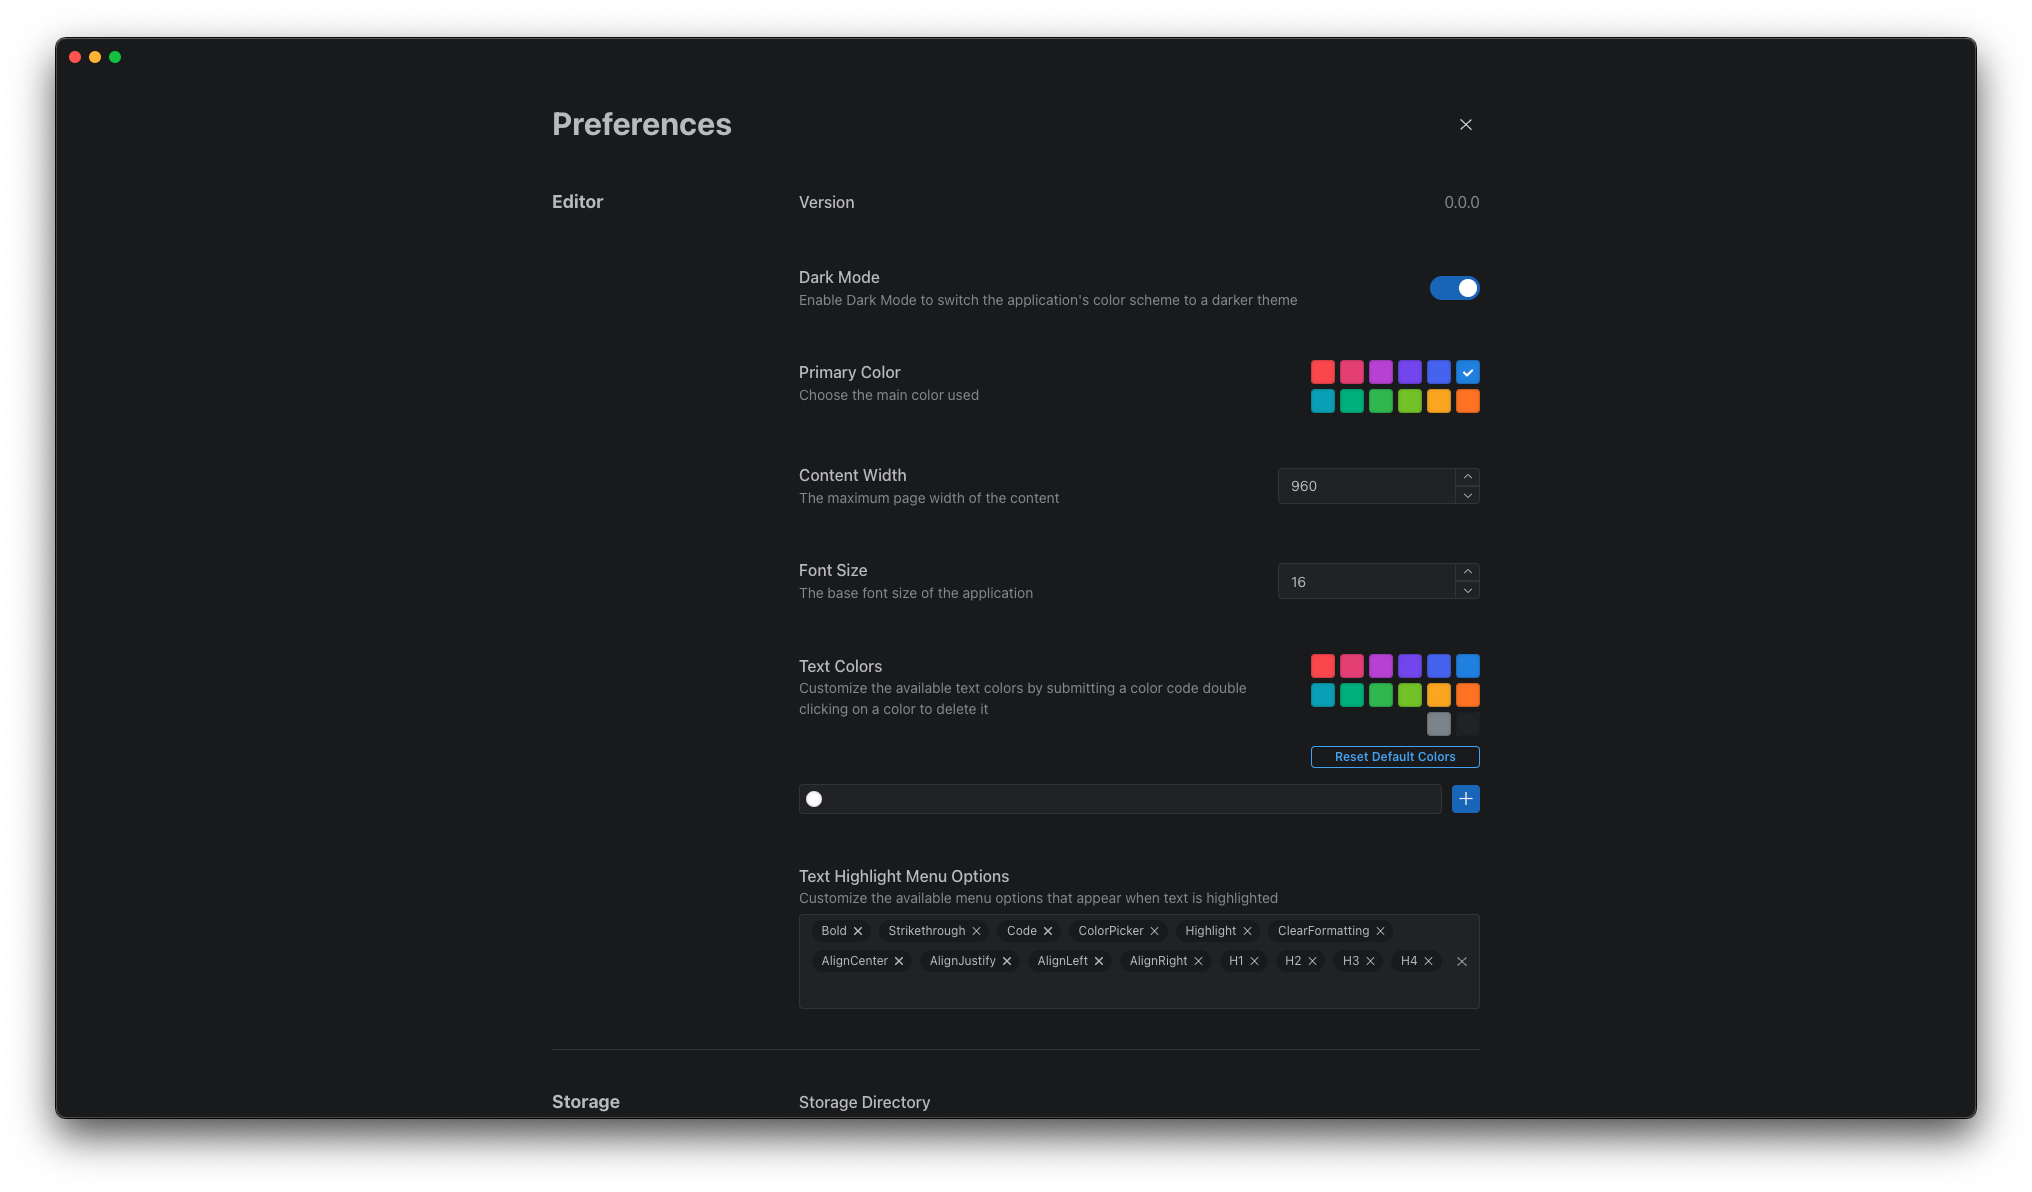 Preferences
Editor
Version
0.0.0
Dark Mode
Enable Dark Mode to switch the application's color scheme to a darker theme
Primary Color
Choose the main color used
Content Width
The maximum page width of the content
960
Font Size
The base font size of the application
16
Text Colors
Customize the available text colors by submitting a color code double
clicking on a color to delete it
Reset Default Colors
Text Highlight Menu Options
Customize the available menu options that appear when text is highlighted
Bold Strikethrough Code ColorPicker Highlight ClearFormatting
AlignCenter AlignJustify AlignLeft AlignRight H1 H2 H3 H4
Storage
Storage Directory